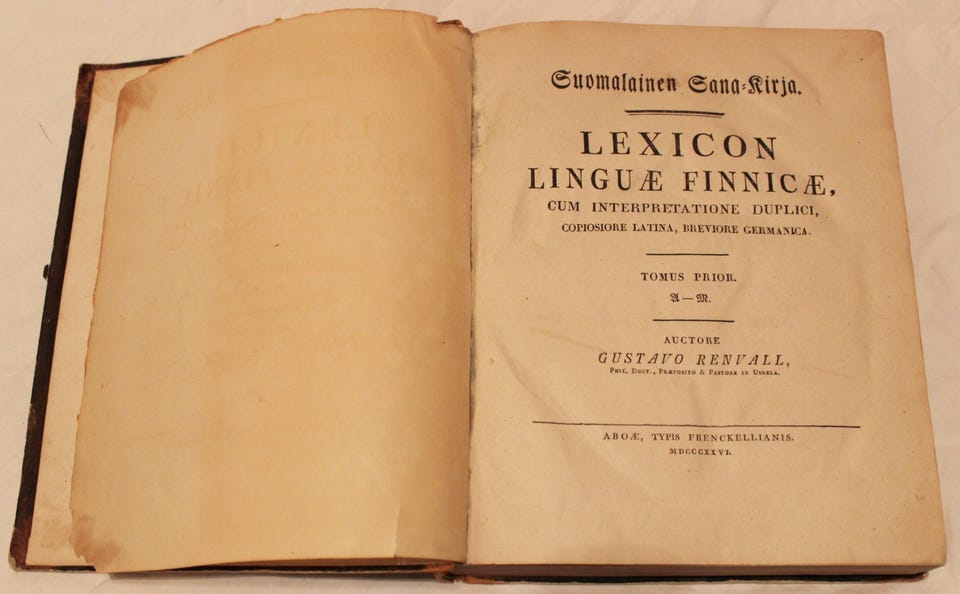 Suomalainen Sana-Kirja.
LEXICON
LINGUÆ FINNICÆ,
CUM INTERPRETATIONE DUPLICI,
COPIOSIORE LATINA, BREVIORE GERMANICA.
TOMUS PRIOR.
A — M.
AUCTORE
GUSTAVO RENVALL,
PHIL. DOCT., PRÆPOSITO & PASTORE IN USKELA.
ABOÆ, TYPIS FRENCKELLIANIS.
MDCCCXXVI.